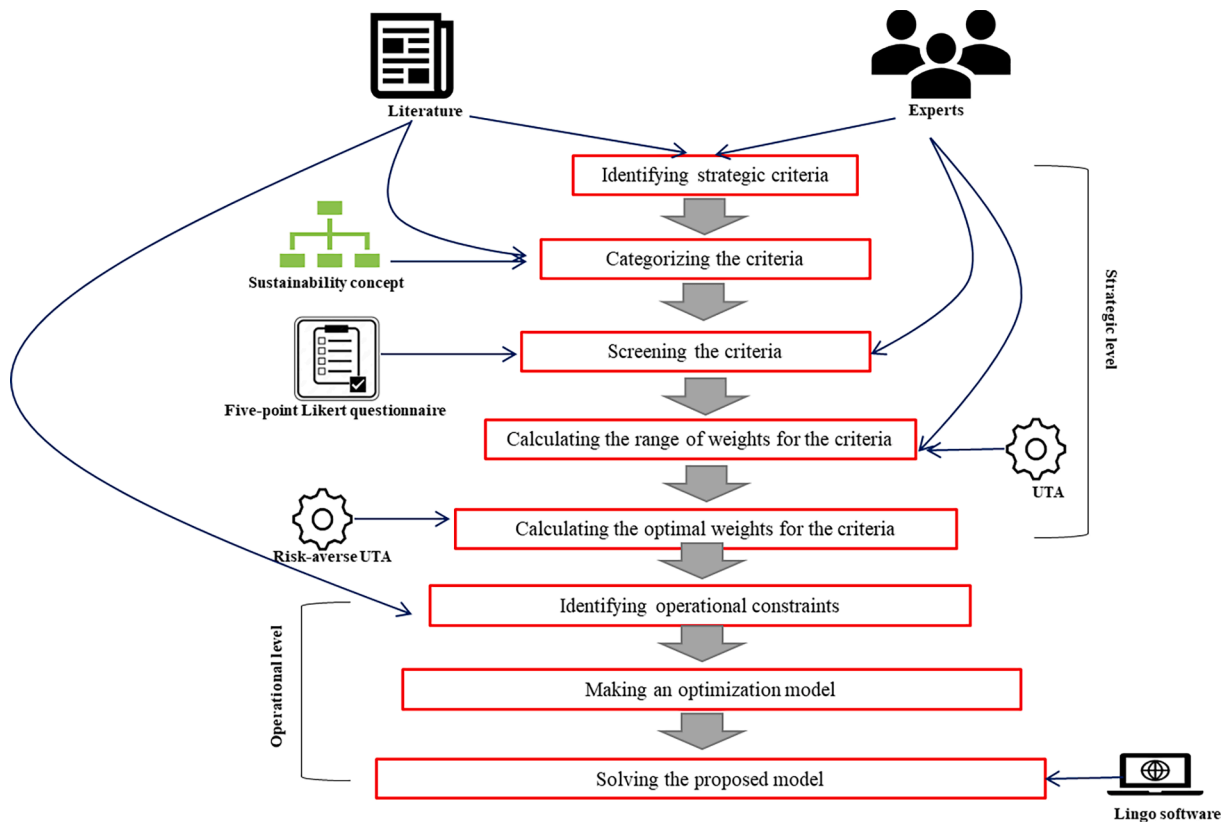 Literature
Experts
Identifying strategic criteria
Categorizing the criteria
Sustainability concept
Strategic level
Screening the criteria
Five-point Likert questionnaire
Calculating the range of weights for the criteria
UTA
Calculating the optimal weights for the criteria
Risk-averse UTA
Identifying operational constraints
Operational level
Making an optimization model
Solving the proposed model
Lingo software